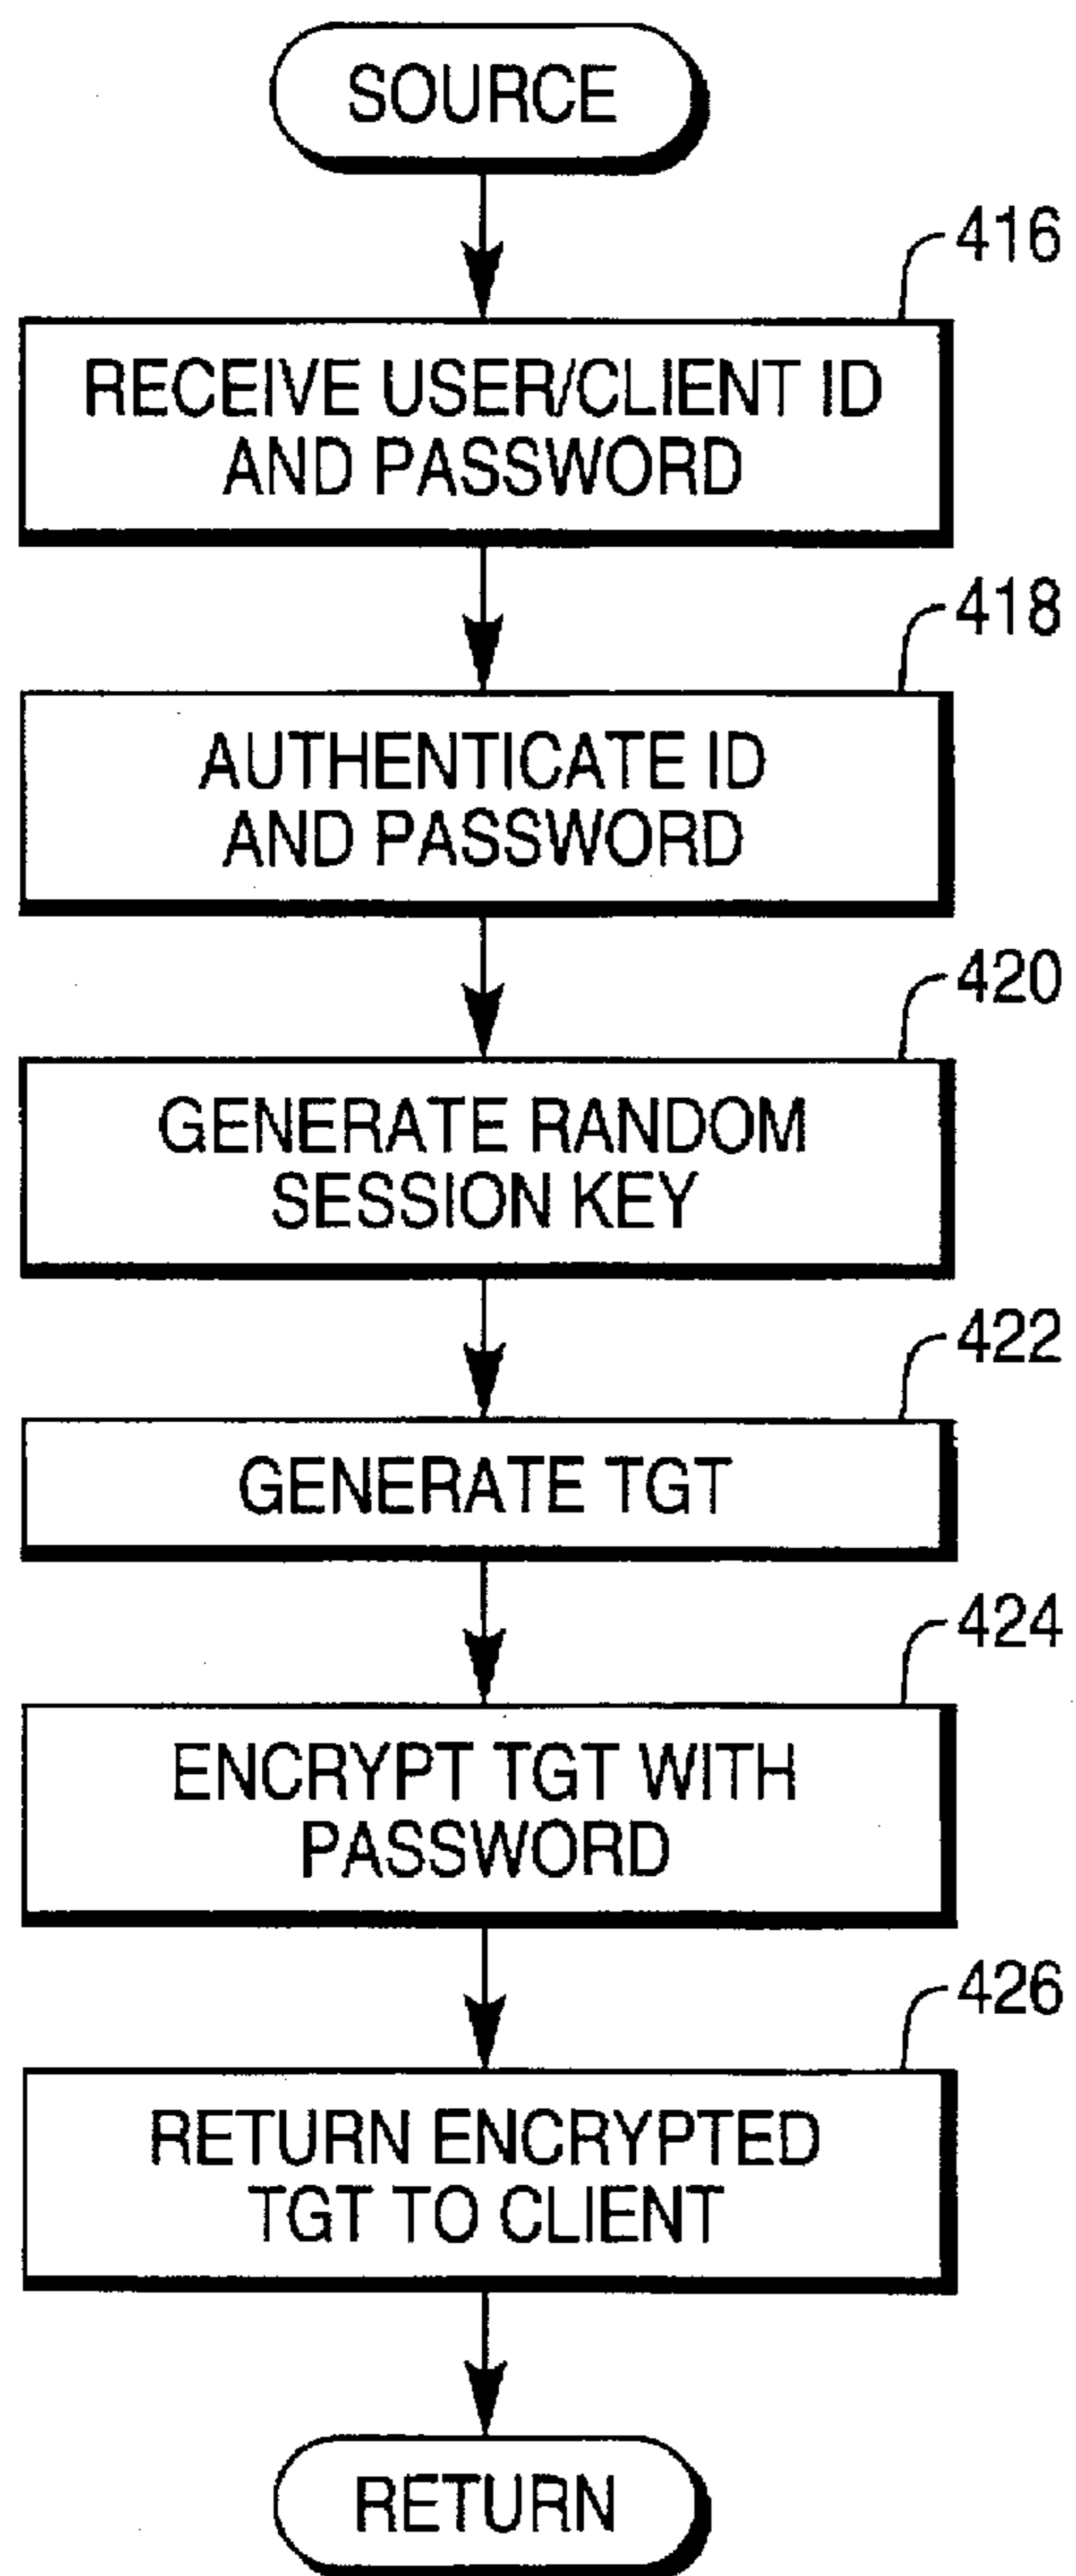 SOURCE
416
RECEIVE USER/CLIENT ID
AND PASSWORD
418
AUTHENTICATE ID
AND PASSWORD
420
GENERATE RANDOM
SESSION KEY
422
GENERATE TGT
424
ENCRYPT TGT WITH
PASSWORD
426
RETURN ENCRYPTED
TGT TO CLIENT
RETURN